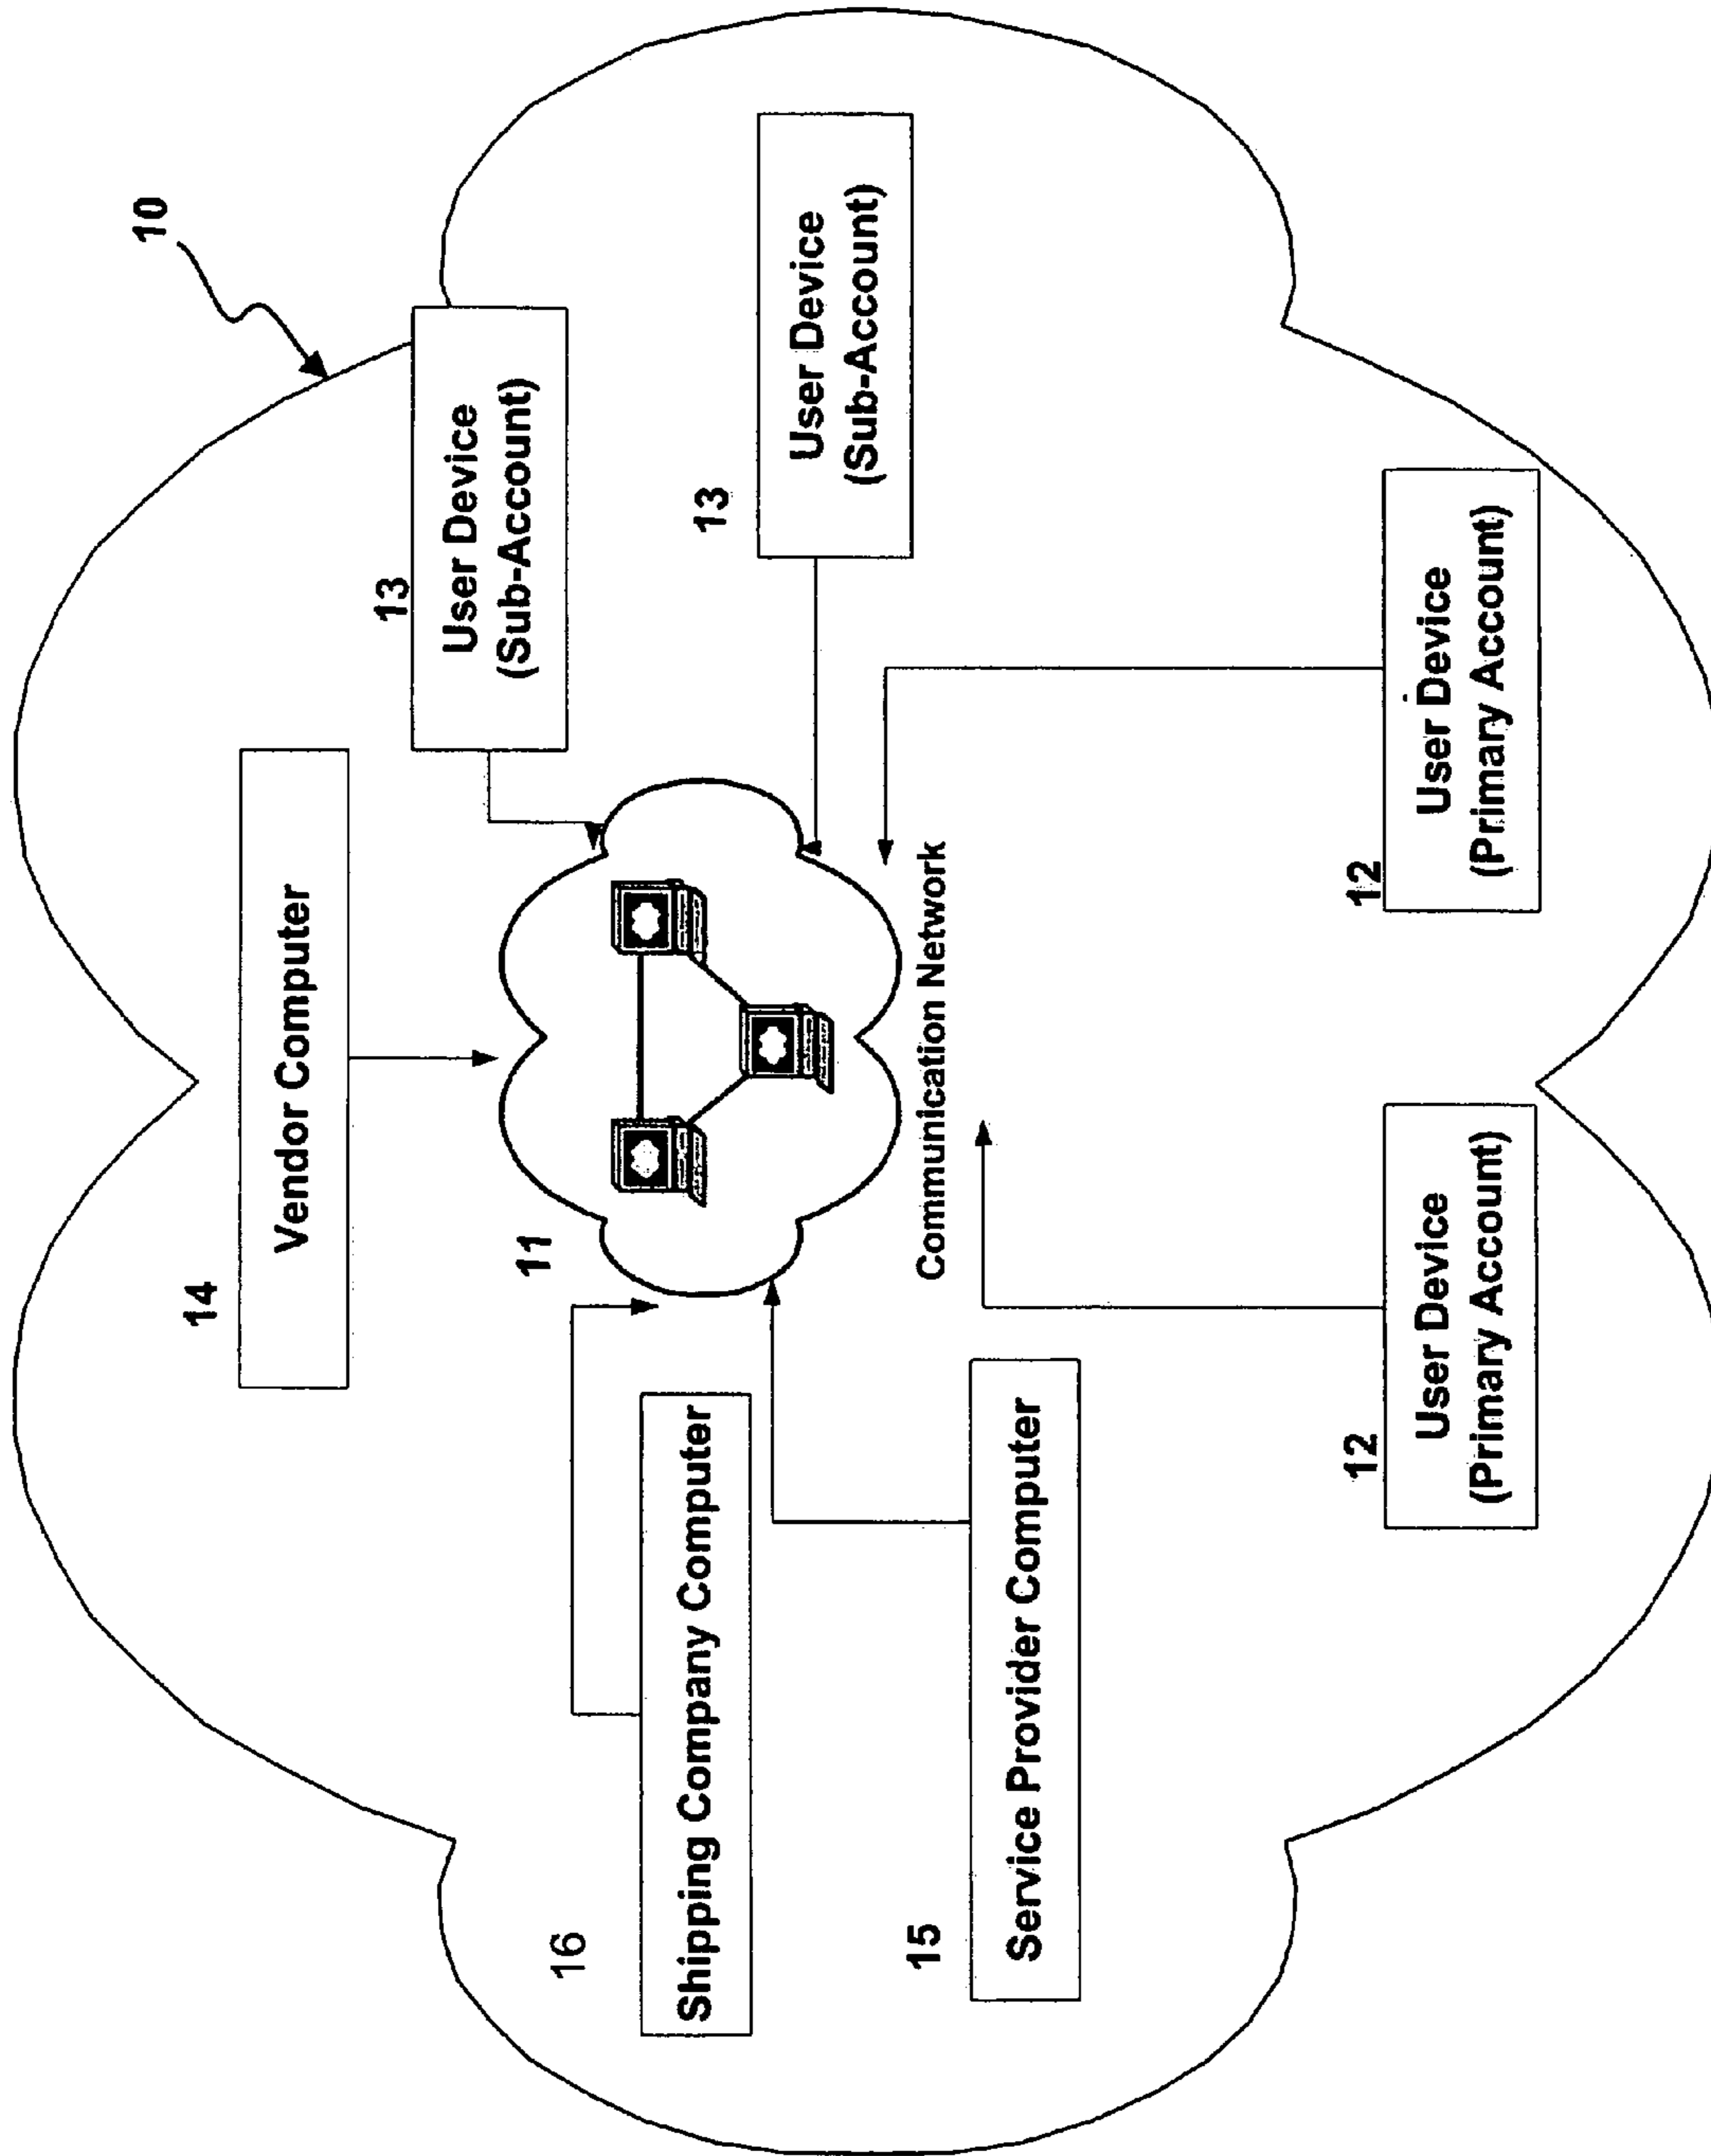 10
14
Vendor Computer
13
User Device
(Sub-Account)
16
Shipping Company Computer
11
13
User Device
(Sub-Account)
Communication Network
15
Service Provider Computer
12
User Device
(Primary Account)
12
User Device
(Primary Account)